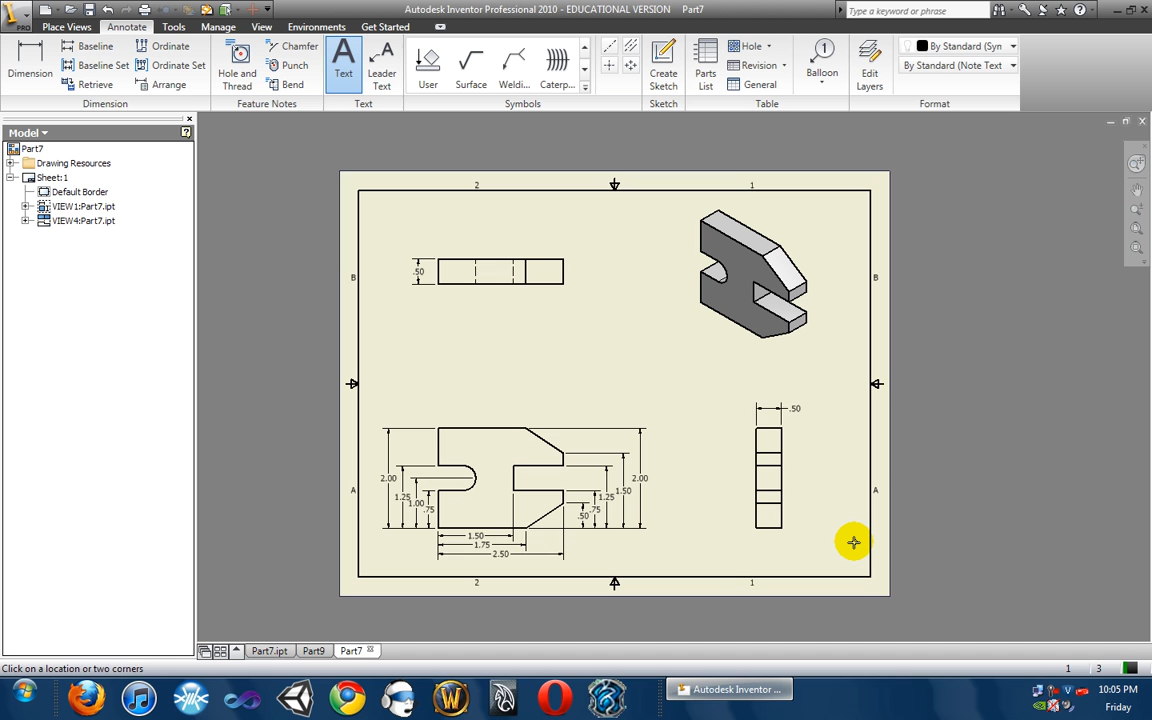 Autodesk Inventor Professional 2010 - EDUCATIONAL VERSION Part7
Type a keyword or phrase
PRO
Place Views Annotate Tools Manage View Environments Get Started
Dimension
Baseline
Baseline Set
Retrieve
Ordinate
Ordinate Set
Arrange
Dimension
Hole and Thread
Chamfer
Punch
Bend
Feature Notes
Text
Leader Text
Text
User
Surface
Weldi...
Caterp...
Symbols
Create Sketch
Sketch
Parts List
Hole
Revision
General
Table
Balloon
1
Edit Layers
By Standard (Syn
By Standard (Note Text
Format
Model
Part7
Drawing Resources
Sheet:1
Default Border
VIEW1:Part7.ipt
VIEW4:Part7.ipt
2 1
B B
.50
.50
A A
2.00
1.25
1.00
.75
.50
.75
1.25
1.50
2.00
1.50
1.75
2.50
2 1
Part7.ipt Part9 Part7
Click on a location or two corners
1 3
Autodesk Inventor ...
10:05 PM
Friday